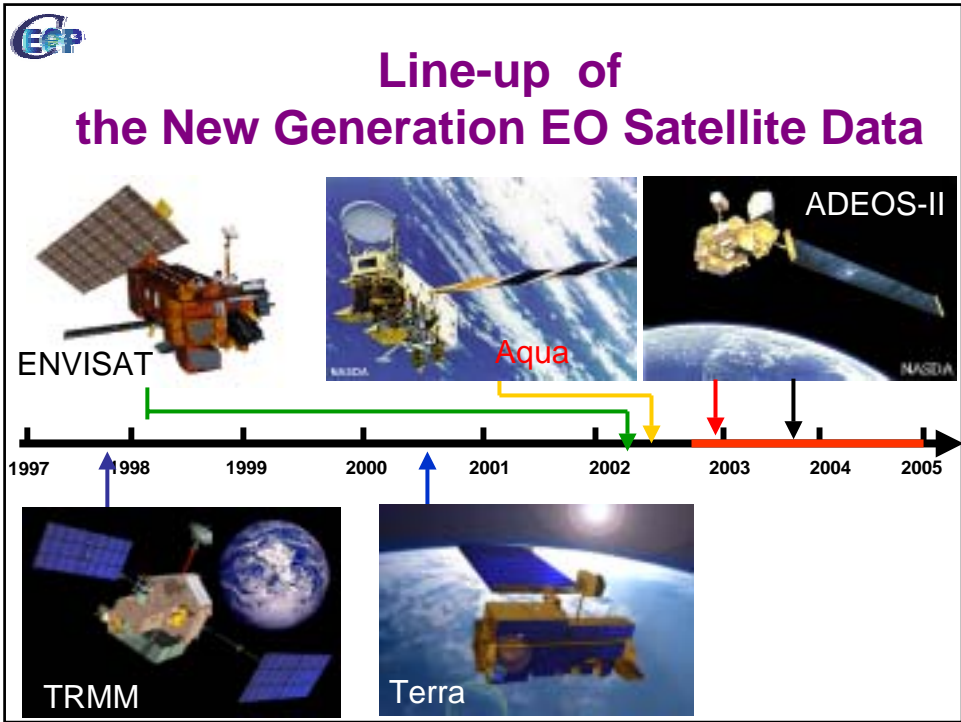 CEOP
Line-up of
the New Generation EO Satellite Data
ENVISAT
Aqua
NASDA
ADEOS-II
NASDA
1997 1998 1999 2000 2001 2002 2003 2004 2005
TRMM
Terra